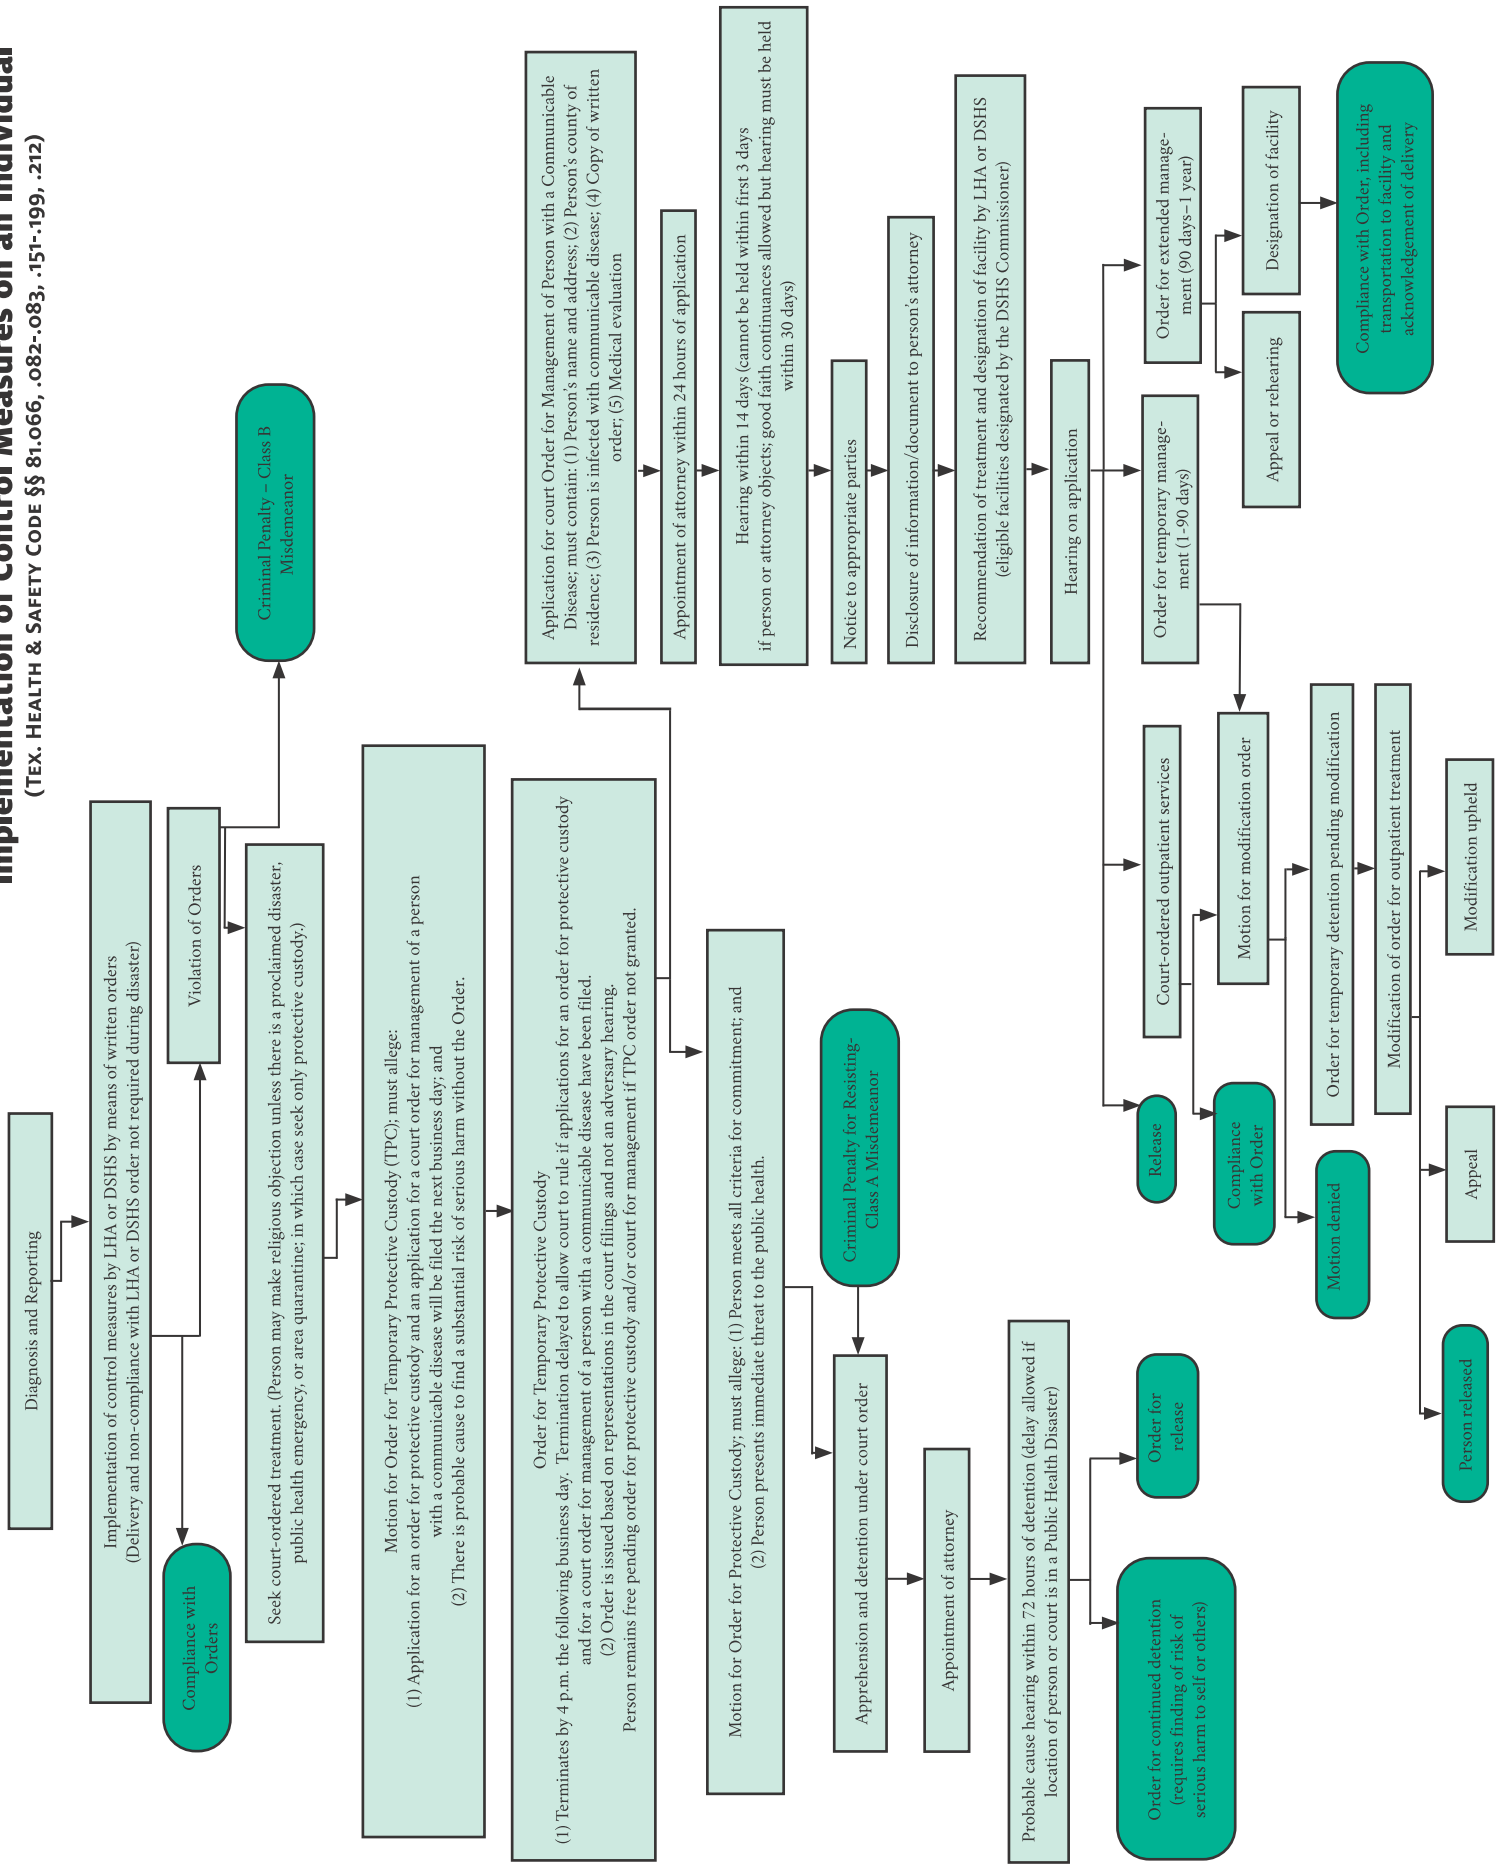 Implementation of Control Measures on an Individual
(Tex. Health & Safety Code §§ 81.066, .082-.083, .151-.199, .212)
Diagnosis and Reporting
Implementation of control measures by LHA or DSHS by means of written orders
(Delivery and non-compliance with LHA or DSHS order not required during disaster)
Compliance with
Orders
Violation of Orders
Criminal Penalty – Class B
Misdemeanor
Seek court-ordered treatment. (Person may make religious objection unless there is a proclaimed disaster,
public health emergency, or area quarantine; in which case seek only protective custody.)
Motion for Order for Temporary Protective Custody (TPC); must allege:
(1) Application for an order for protective custody and an application for a court order for management of a person
with a communicable disease will be filed the next business day; and
(2) There is probable cause to find a substantial risk of serious harm without the Order.
Order for Temporary Protective Custody
(1) Terminates by 4 p.m. the following business day. Termination delayed to allow court to rule if applications for an order for protective custody
and for a court order for management of a person with a communicable disease have been filed.
(2) Order is issued based on representations in the court filings and not an adversary hearing.
Person remains free pending order for protective custody and/or court for management if TPC order not granted.
Motion for Order for Protective Custody; must allege: (1) Person meets all criteria for commitment; and
(2) Person presents immediate threat to the public health.
Criminal Penalty for Resisting-
Class A Misdemeanor
Apprehension and detention under court order
Appointment of attorney
Probable cause hearing within 72 hours of detention (delay allowed if
location of person or court is in a Public Health Disaster)
Order for continued detention
(requires finding of risk of
serious harm to self or others)
Order for
release
Application for court Order for Management of Person with a Communicable
Disease; must contain: (1) Person's name and address; (2) Person's county of
residence; (3) Person is infected with communicable disease; (4) Copy of written
order; (5) Medical evaluation
Appointment of attorney within 24 hours of application
Hearing within 14 days (cannot be held within first 3 days
if person or attorney objects; good faith continuances allowed but hearing must be held
within 30 days)
Notice to appropriate parties
Disclosure of information/document to person's attorney
Recommendation of treatment and designation of facility by LHA or DSHS
(eligible facilities designated by the DSHS Commissioner)
Hearing on application
Release
Court-ordered outpatient services
Order for temporary manage-
ment (1-90 days)
Order for extended manage-
ment (90 days–1 year)
Compliance
with Order
Motion for modification order
Appeal or rehearing
Designation of facility
Motion denied
Order for temporary detention pending modification
Compliance with Order, including
transportation to facility and
acknowledgement of delivery
Modification of order for outpatient treatment
Person released
Appeal
Modification upheld